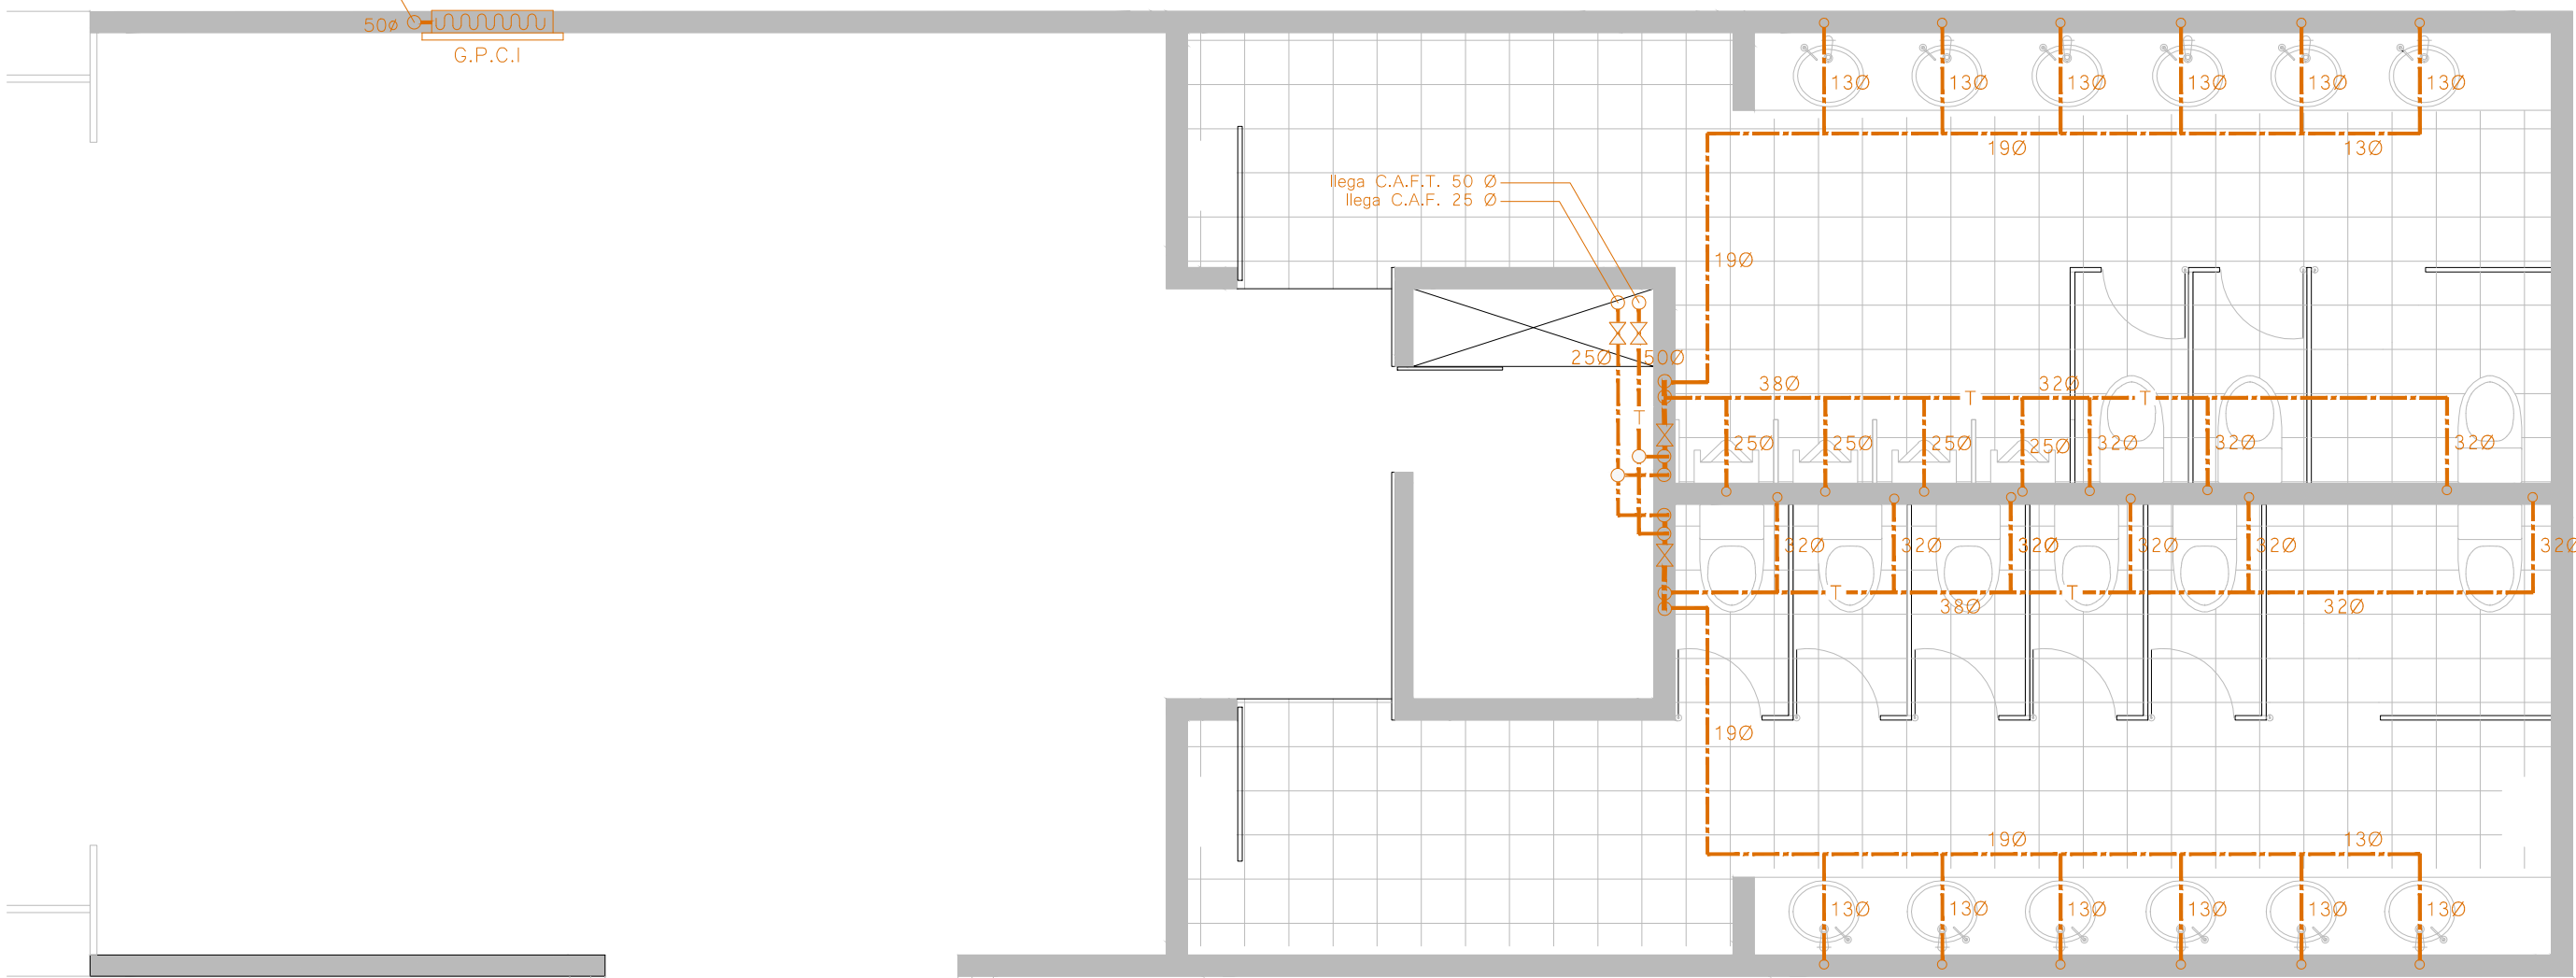 50ø
G.P.C.I
13Ø 13Ø 13Ø 13Ø 13Ø 13Ø
19Ø 13Ø
llega C.A.F.T. 50 Ø
llega C.A.F. 25 Ø
19Ø
25Ø 50Ø
38Ø 32Ø
T T
T
25Ø 25Ø 25Ø 25Ø 32Ø 32Ø 32Ø
32Ø 32Ø 32Ø 32Ø 32Ø 32Ø
T T
38Ø 32Ø
19Ø
19Ø 13Ø
13Ø 13Ø 13Ø 13Ø 13Ø 13Ø